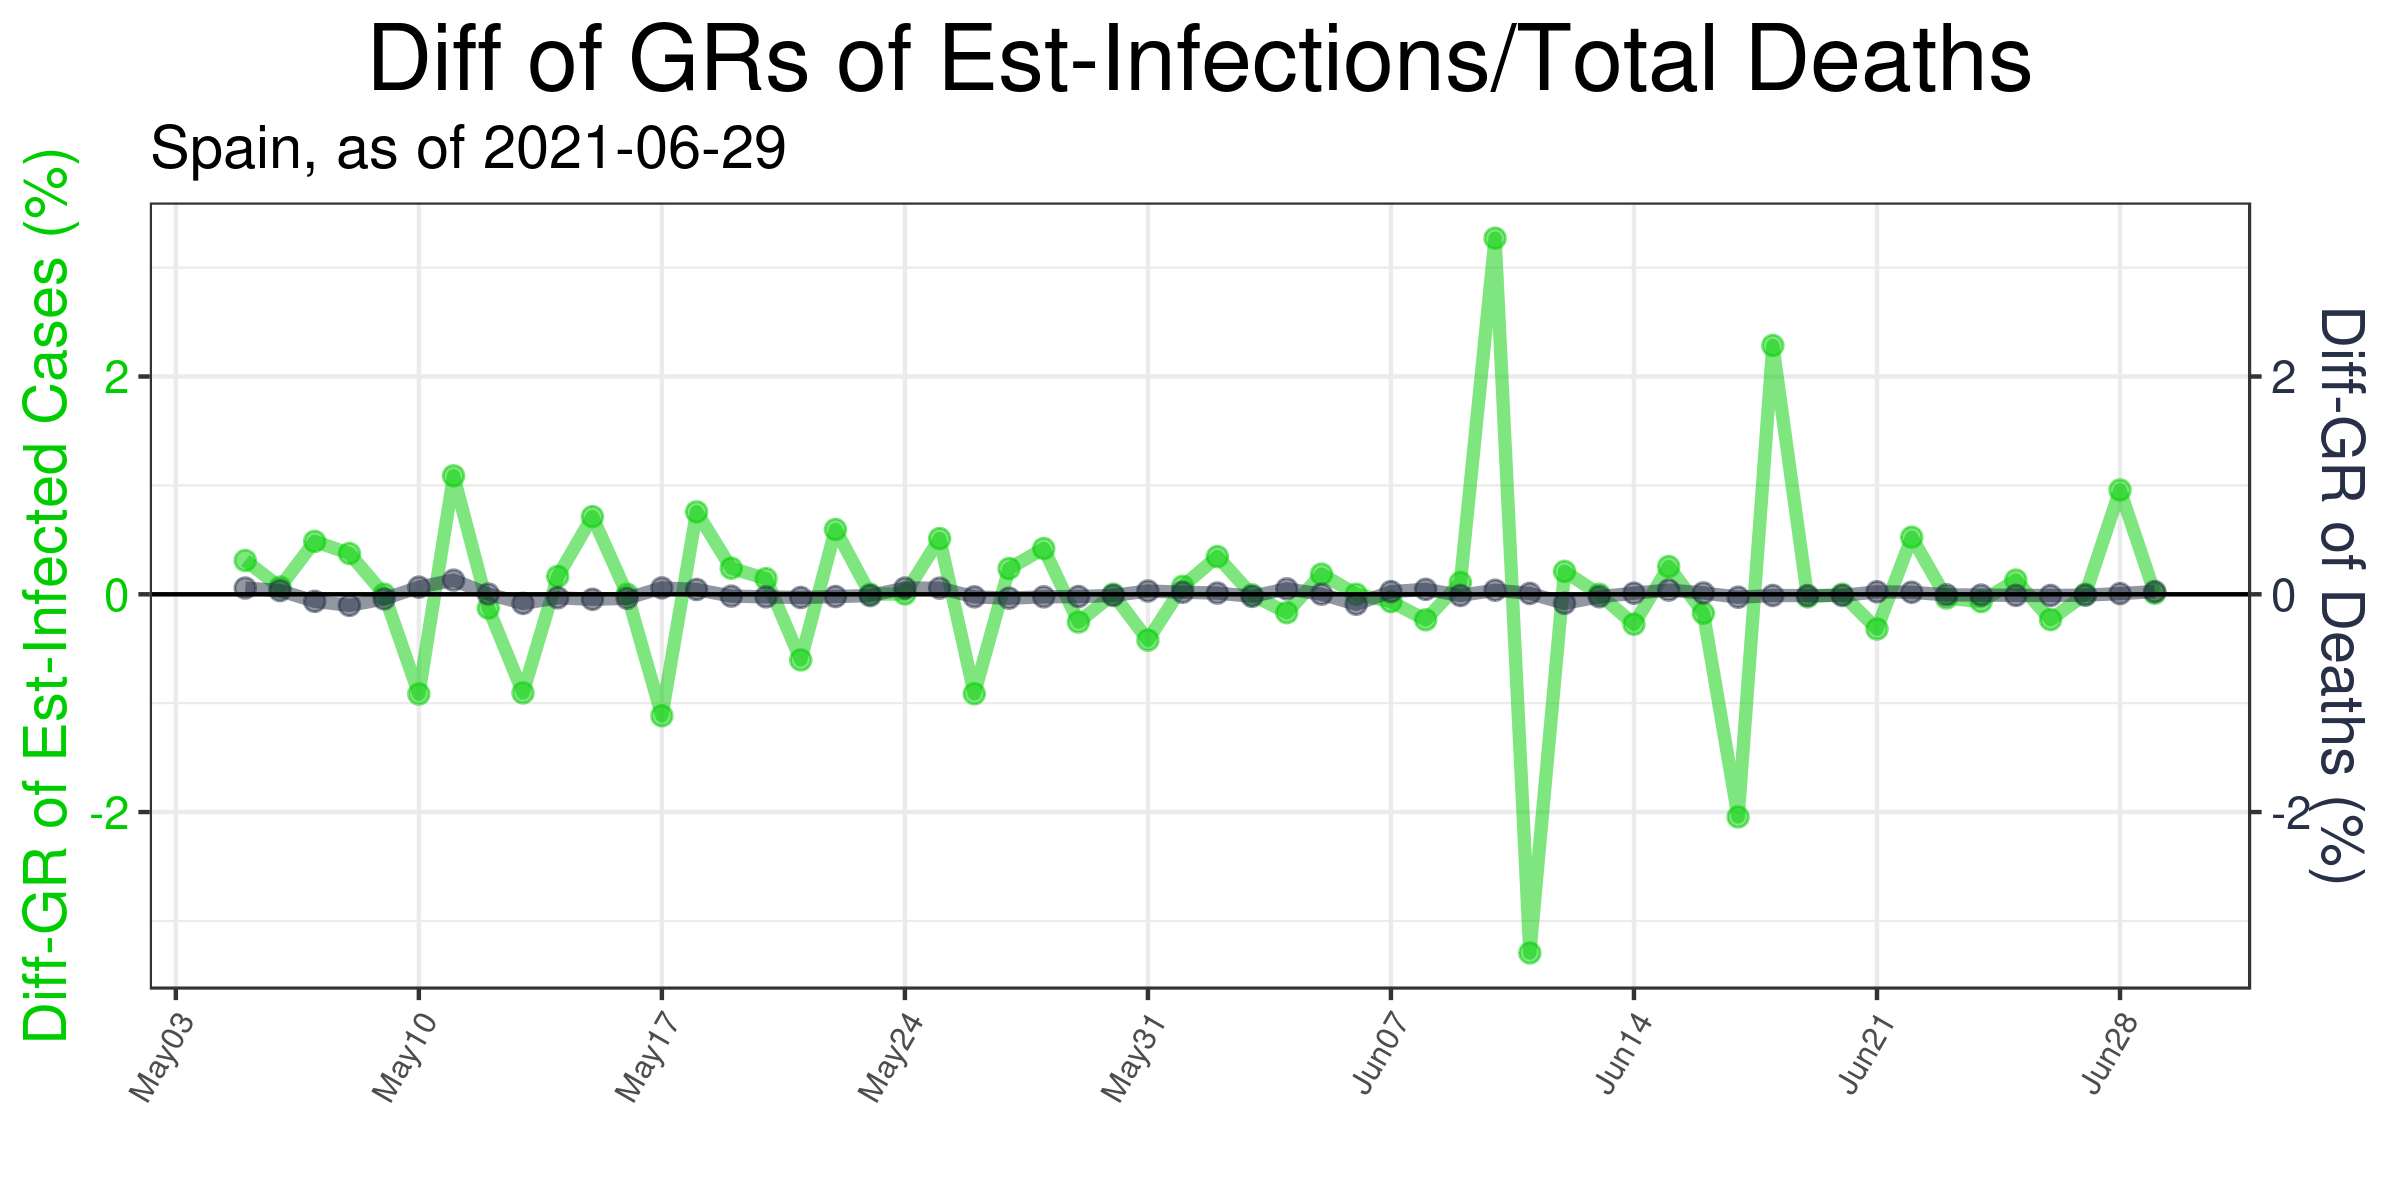 Diff of GRs of Est-Infections/Total Deaths
Spain, as of 2021-06-29
Diff-GR of Est-Infected Cases (%)
2
0
-2
2
0
-2
Diff-GR of Deaths (%)
May03
May10
May17
May24
May31
Jun07
Jun14
Jun21
Jun28